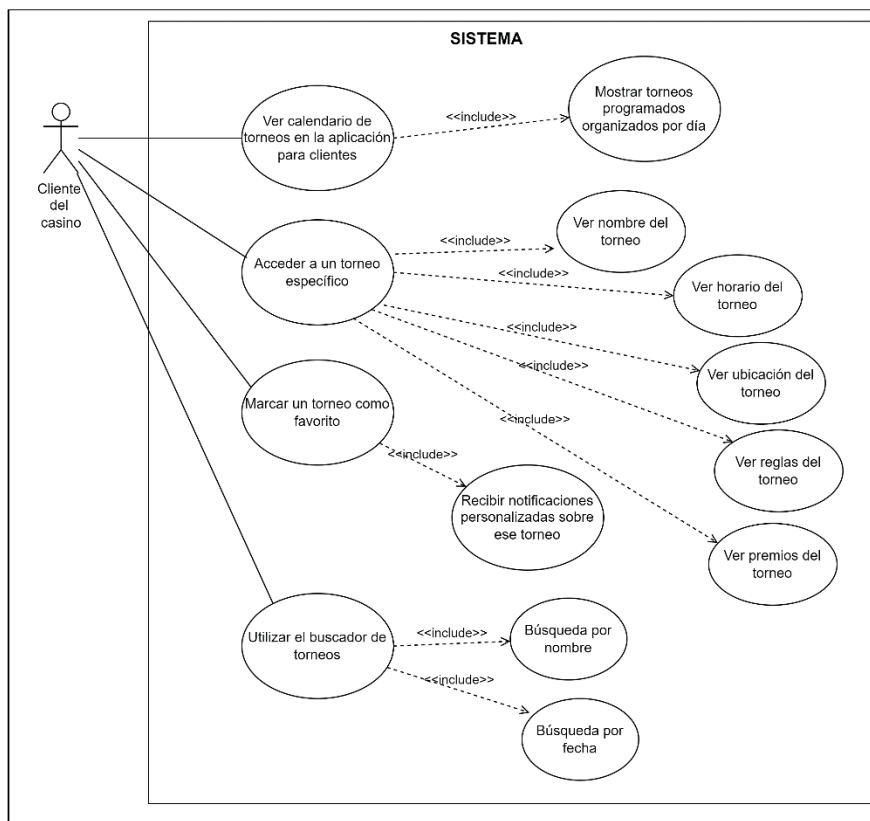 SISTEMA
Cliente
del
casino
Ver calendario de
torneos en la aplicación
para clientes
<<include>>
Mostrar torneos
programados
organizados por día
Acceder a un torneo
específico
<<include>>
Ver nombre del
torneo
<<include>>
Ver horario del
torneo
<<include>>
Ver ubicación del
torneo
<<include>>
Ver reglas del
torneo
<<include>>
Ver premios del
torneo
Marcar un torneo como
favorito
<<include>>
Recibir notificaciones
personalizadas sobre
ese torneo
Utilizar el buscador de
torneos
<<include>>
Búsqueda por
nombre
<<include>>
Búsqueda por
fecha